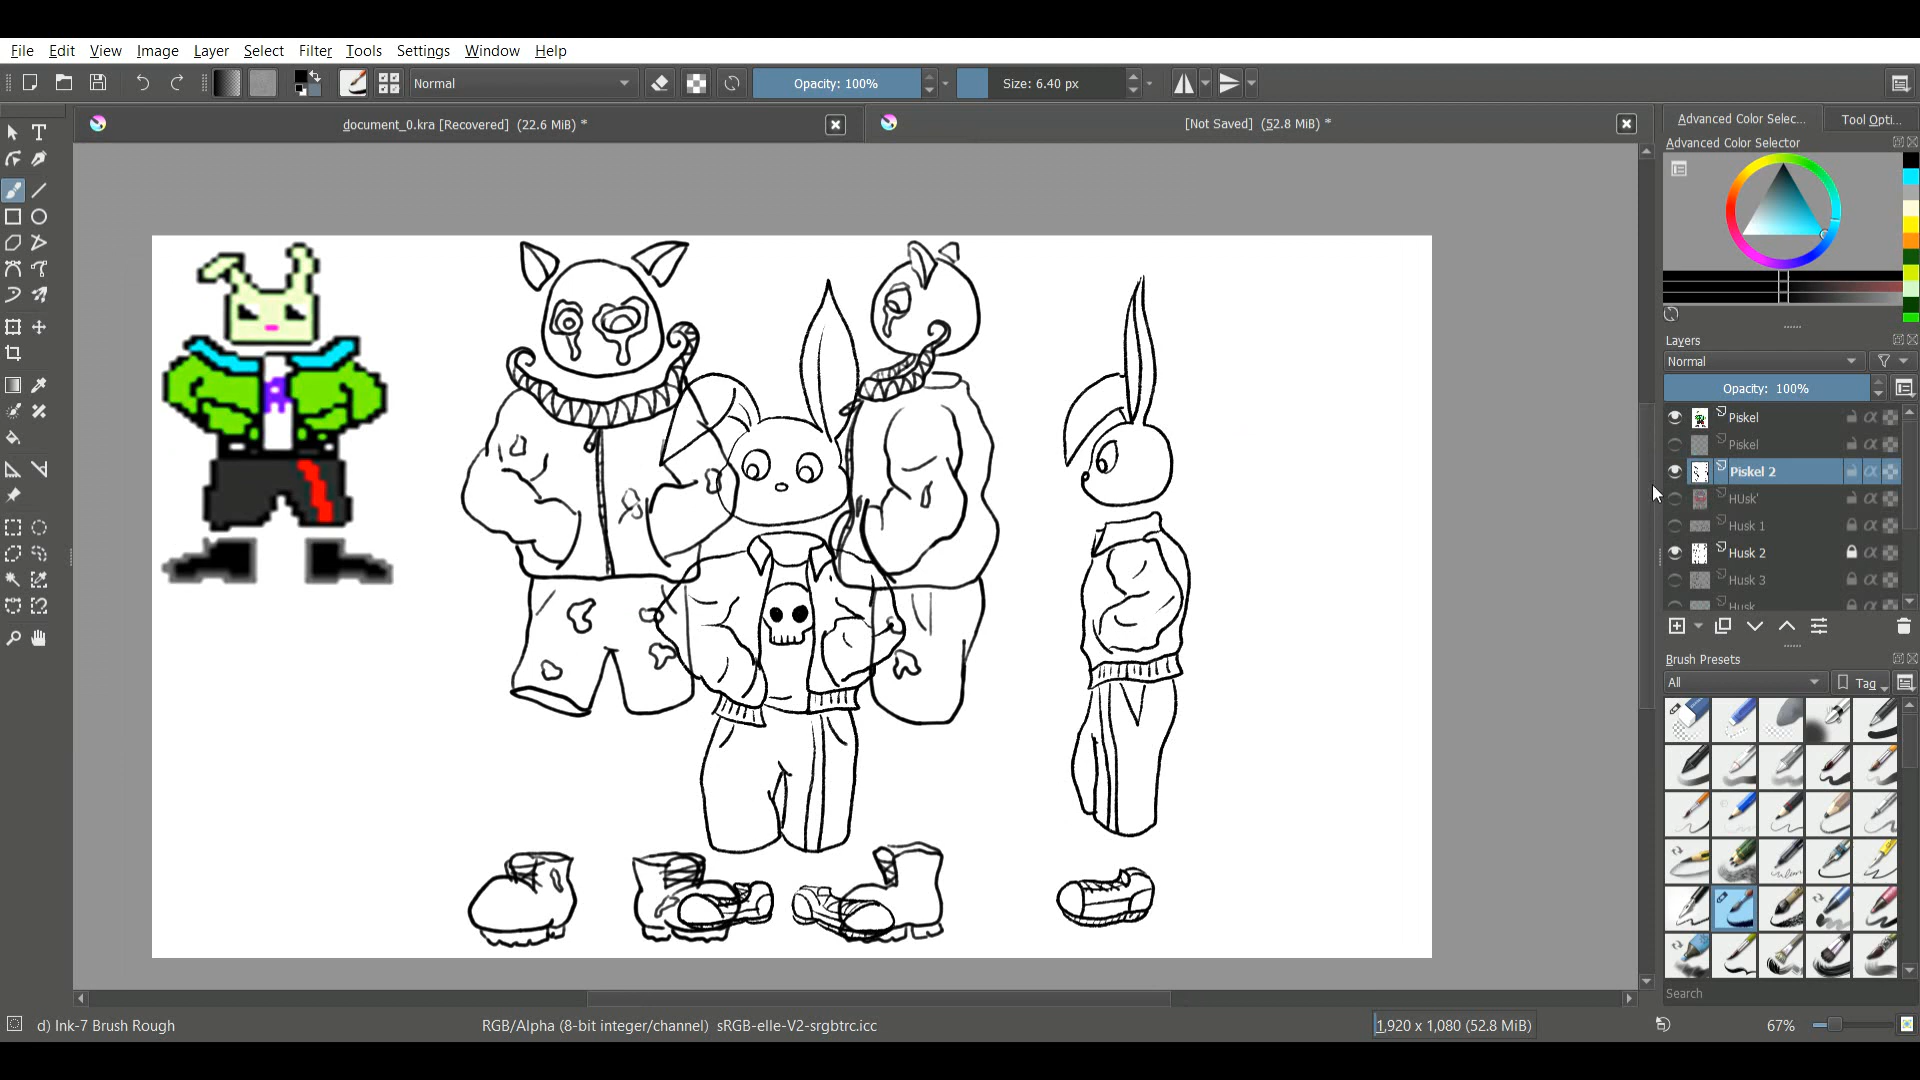 File Edit View Image Layer Select Filter Tools Settings Window Help
Normal
Opacity: 100%
Size: 6.40 px
document_0.kra [Recovered] (22.6 MiB) *
[Not Saved] (52.8 MiB) *
Advanced Color Selec...
Tool Opti...
Advanced Color Selector
Layers
Normal
Opacity: 100%
Piskel
Piskel
Piskel 2
HUsk'
Husk 1
Husk 2
Husk 3
Husk
Brush Presets
All
Tag
Search
d) Ink-7 Brush Rough
RGB/Alpha (8-bit integer/channel) sRGB-elle-V2-srgbtrc.icc
1,920 x 1,080 (52.8 MiB)
67%